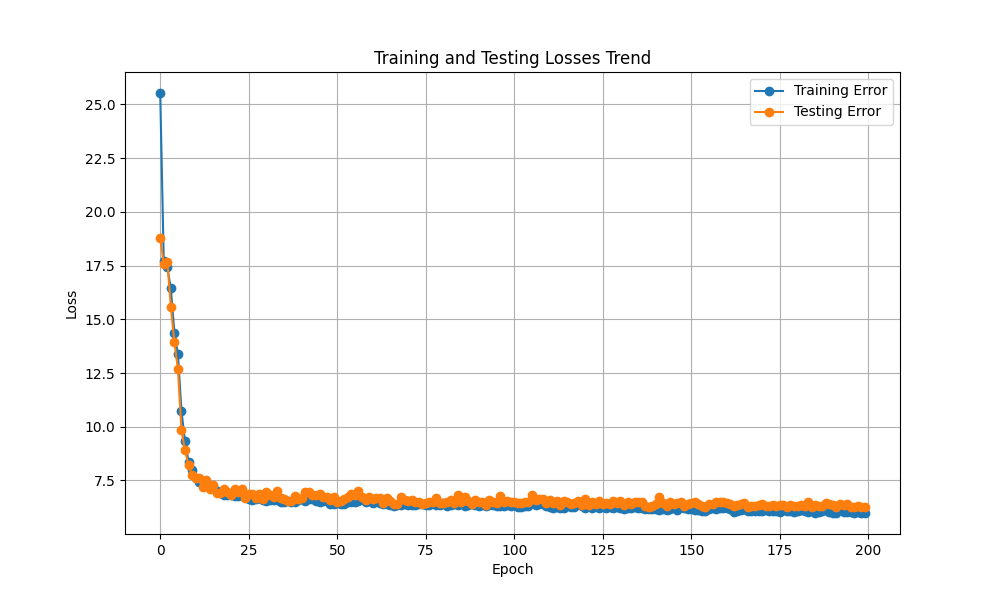 Training and Testing Losses Trend
Training Error
Testing Error
25.0
22.5
20.0
17.5
15.0
12.5
10.0
7.5
Loss
0 25 50 75 100 125 150 175 200
Epoch